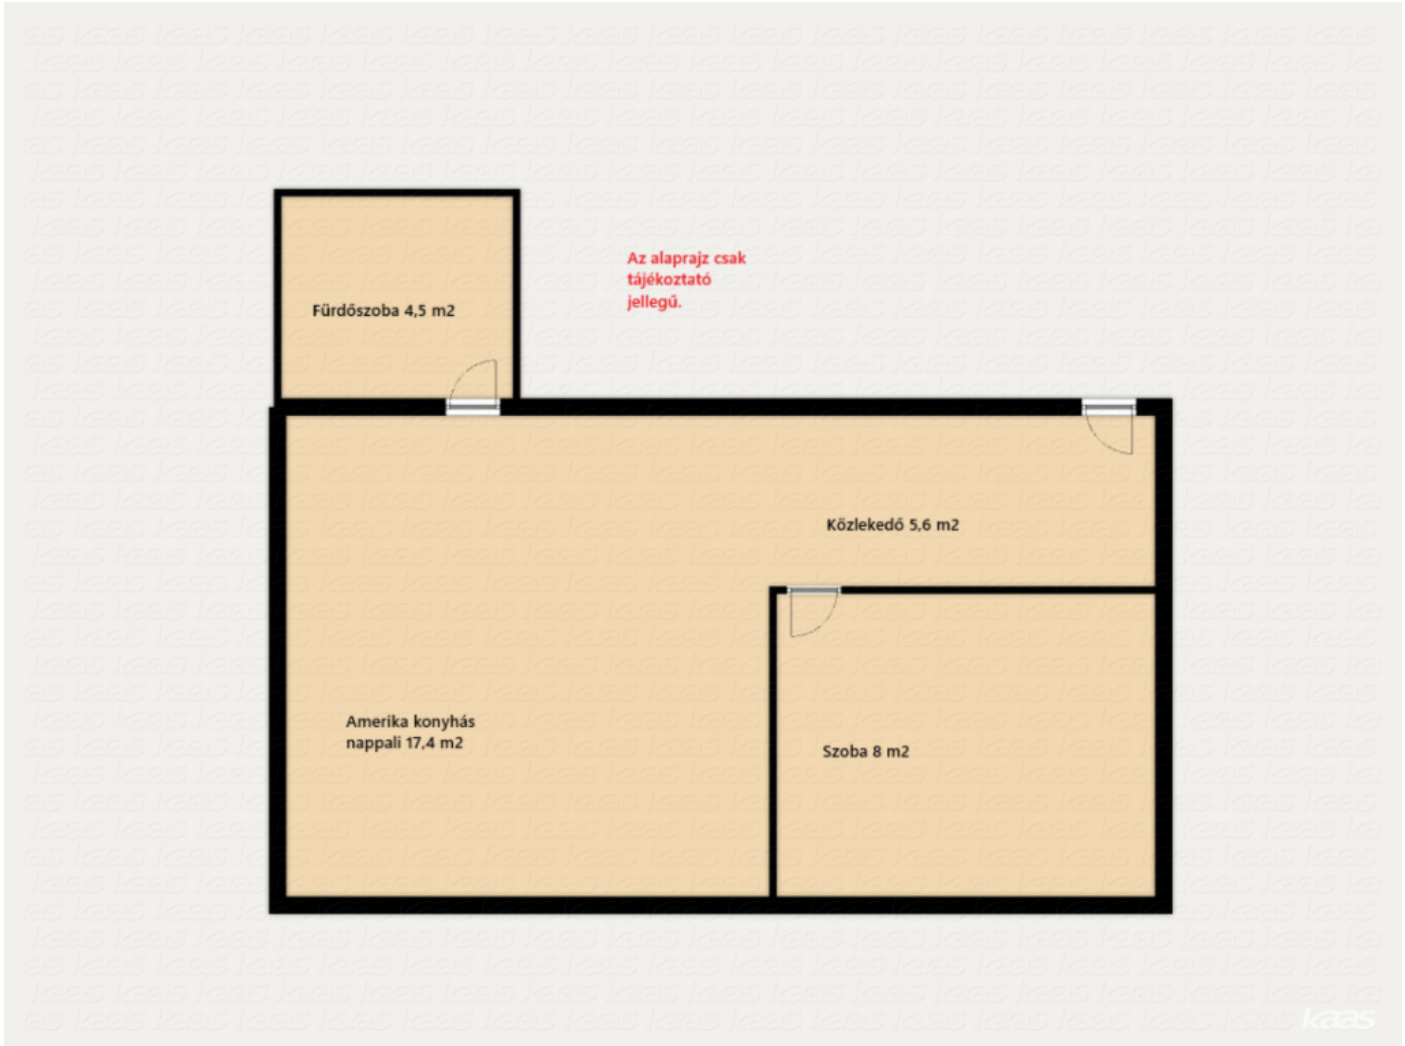 Az alaprajz csak
tájékoztató
jellegű.
Fürdőszoba 4,5 m2
Közlekedő 5,6 m2
Amerika konyhás
nappali 17,4 m2
Szoba 8 m2
kaas